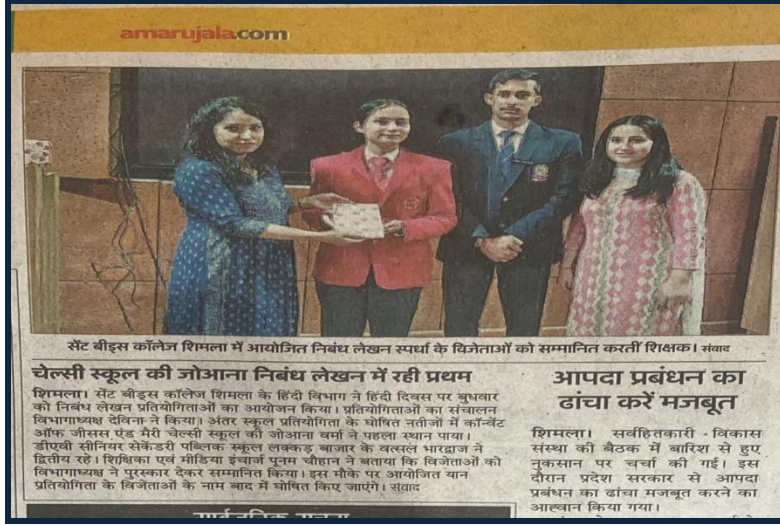 amarujala.com
सेंट बीड्स कॉलेज शिमला में आयोजित निबंध लेखन स्पर्धा के विजेताओं को सम्मानित करतीं शिक्षक। संवाद
चेल्सी स्कूल की जोआना निबंध लेखन में रही प्रथम
शिमला। सेंट बीड्स कॉलेज शिमला के हिंदी विभाग ने हिंदी दिवस पर बुधवार
को निबंध लेखन प्रतियोगिताओं का आयोजन किया। प्रतियोगिताओं का संचालन
विभागाध्यक्ष देविना ने किया। अंतर स्कूल प्रतियोगिता के घोषित नतीजों में कॉन्वेंट
ऑफ जीसस एंड मैरी चेल्सी स्कूल की जोआना वर्मा ने पहला स्थान पाया।
डीएवी सीनियर सेकेंडरी पब्लिक स्कूल लक्कड़ बाजार के वत्सल भारद्वाज ने
द्वितीय रहे। शिक्षिका एवं मीडिया इंचार्ज पूनम चौहान ने बताया कि विजेताओं को
विभागाध्यक्ष ने पुरस्कार देकर सम्मानित किया। इस मौके पर आयोजित यान
प्रतियोगिता के विजेताओं के नाम बाद में घोषित किए जाएंगे। संवाद
आपदा प्रबंधन का
ढांचा करें मजबूत
शिमला। सर्वहितकारी विकास
संस्था की बैठक में बारिश से हुए
नुकसान पर चर्चा की गई। इस
दौरान प्रदेश सरकार से आपदा
प्रबंधन का ढांचा मजबूत करने का
आह्वान किया गया।